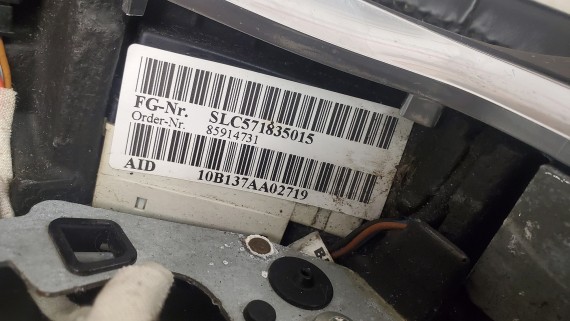 FG-Nr. SLC571835015
Order-Nr. 85914731
AID 10B137AA02719